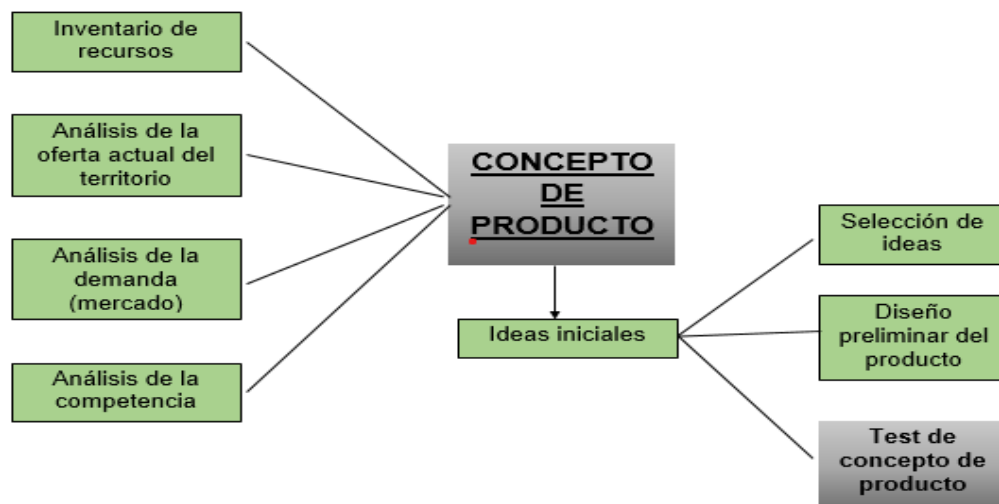 Inventario de
recursos
Análisis de la
oferta actual del
territorio
Análisis de la
demanda
(mercado)
Análisis de la
competencia
CONCEPTO
DE
PRODUCTO
Ideas iniciales
Selección de
ideas
Diseño
preliminar del
producto
Test de
concepto de
producto